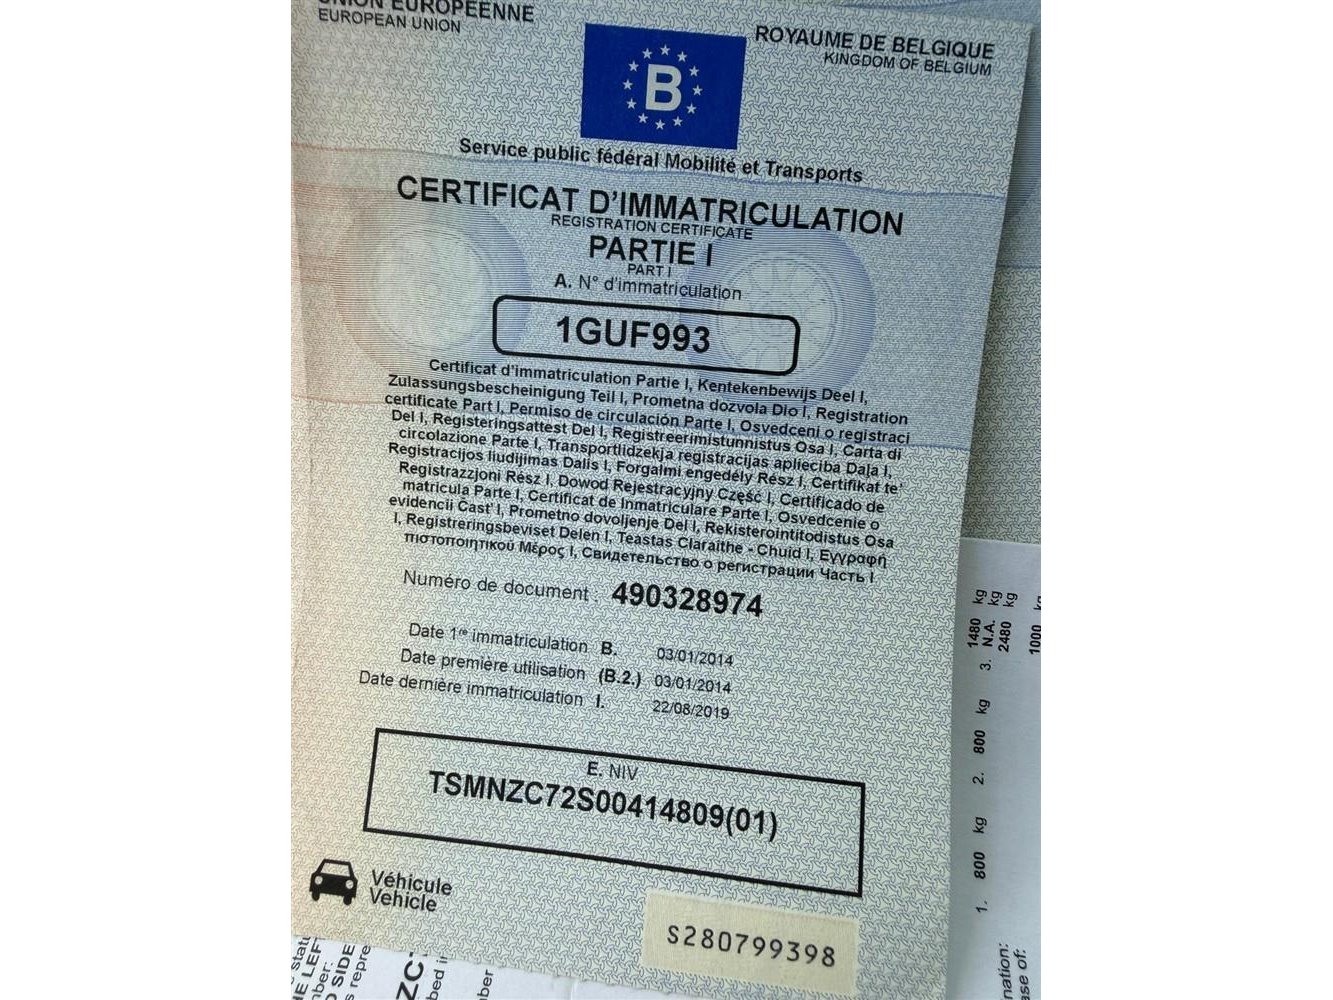 UNION EUROPÉENNE
EUROPEAN UNION
B
ROYAUME DE BELGIQUE
KINGDOM OF BELGIUM
Service public fédéral Mobilité et Transports
CERTIFICAT D'IMMATRICULATION
REGISTRATION CERTIFICATE
PARTIE I
PART I
A. N° d'immatriculation
1GUF993
Certificat d'immatriculation Partie I, Kentekenbewijs Deel I,
Zulassungsbescheinigung Teil I, Prometna dozvola Dio I, Registration
certificate Part I, Permiso de circulación Parte I, Osvedceni o registraci
Del I, Registeringsattest Del I, Registreerimistunnistus Osa I, Carta di
circolazione Parte I, Transportlidzekja registracijas aplieciba Daļa I,
Registracijos liudijimas Dalis I, Forgalmi engedély Rész I, Certifikat te'
Registrazzjoni Rész I, Dowod Rejestracyjny Część I, Certificado de
matricula Parte I, Certificat de Inmatriculare Parte I, Osvedcenie o
evidencii Čast' I, Prometno dovoljenje Del I, Rekisterointitodistus Osa
I, Registreringsbeviset Delen I, Teastas Claraithe - Chuid I, Εγγραφή
πιστοποιητικού Μέρος I, Свидетельство о регистрации Часть I
Numéro de document : 490328974
Date 1re immatriculation B. 03/01/2014
Date première utilisation (B.2.) 03/01/2014
Date dernière immatriculation I. 22/08/2019
E. NIV
TSMNZC72S00414809(01)
Véhicule
Vehicle
S280799398
1. 800 kg 2. 800 kg 3. 1480 kg
N.A. kg
2480 kg
1000 kg